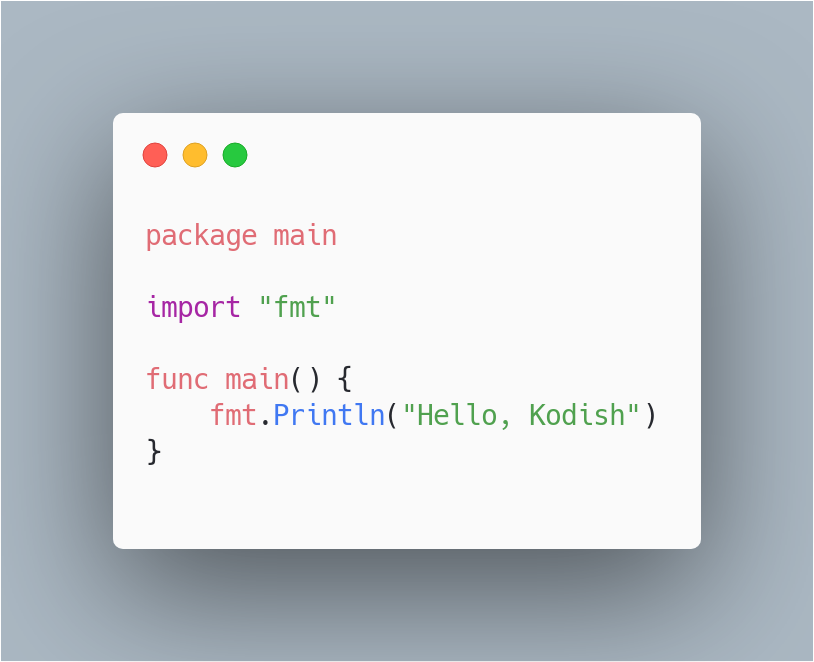 package main
import "fmt"
func main() {
    fmt.Println("Hello, Kodish")
}